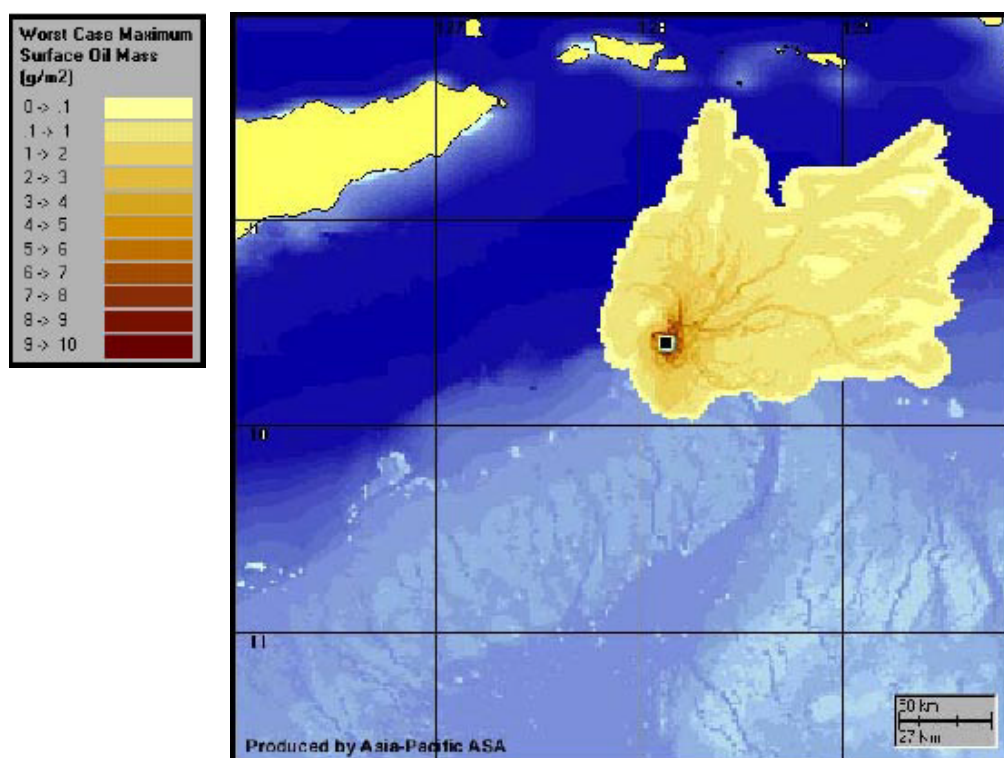 Worst Case Maximum
Surface Oil Mass
(g/m2)
0 -> .1
.1 -> 1
1 -> 2
2 -> 3
3 -> 4
4 -> 5
5 -> 6
6 -> 7
7 -> 8
8 -> 9
9 -> 10
127 128 129
10
11
50 km
27 Nm
Produced by Asia-Pacific ASA